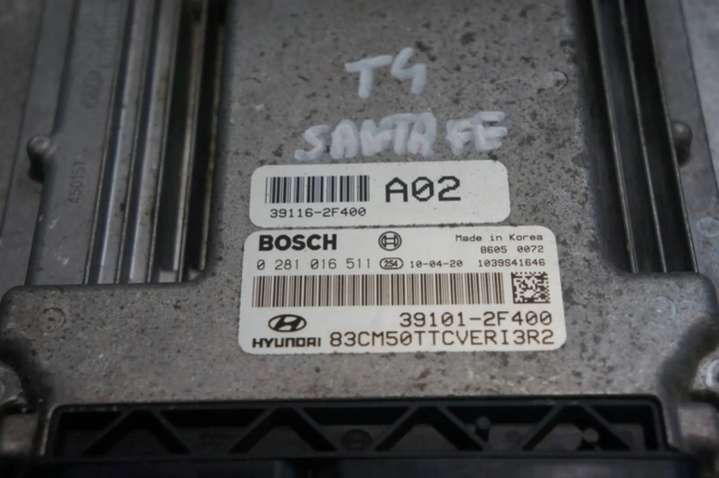 T4
SANTA FE
A02
39116-2F400
BOSCH
Made in Korea
8605 0072
0 281 016 511 254 10-04-20 1039S41646
39101-2F400
HYUNDAI 83CM50TTCVERI3R2